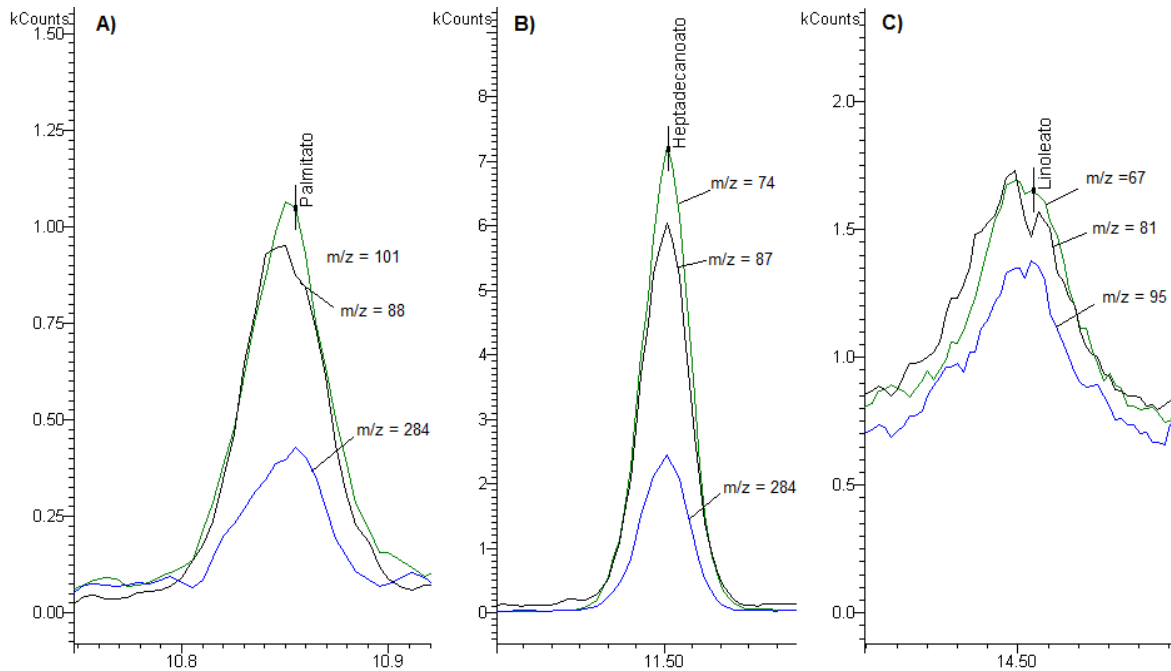 A)
kCounts
1.50
1.25
1.00
0.75
0.50
0.25
0.00
Palmitato
m/z = 101
m/z = 88
m/z = 284
10.8
10.9
B)
kCounts
8
7
6
5
4
3
2
1
0
Heptadecanoato
m/z = 74
m/z = 87
m/z = 284
11.50
C)
kCounts
2.0
1.5
1.0
0.5
0.0
Linoleato
m/z =67
m/z = 81
m/z = 95
14.50